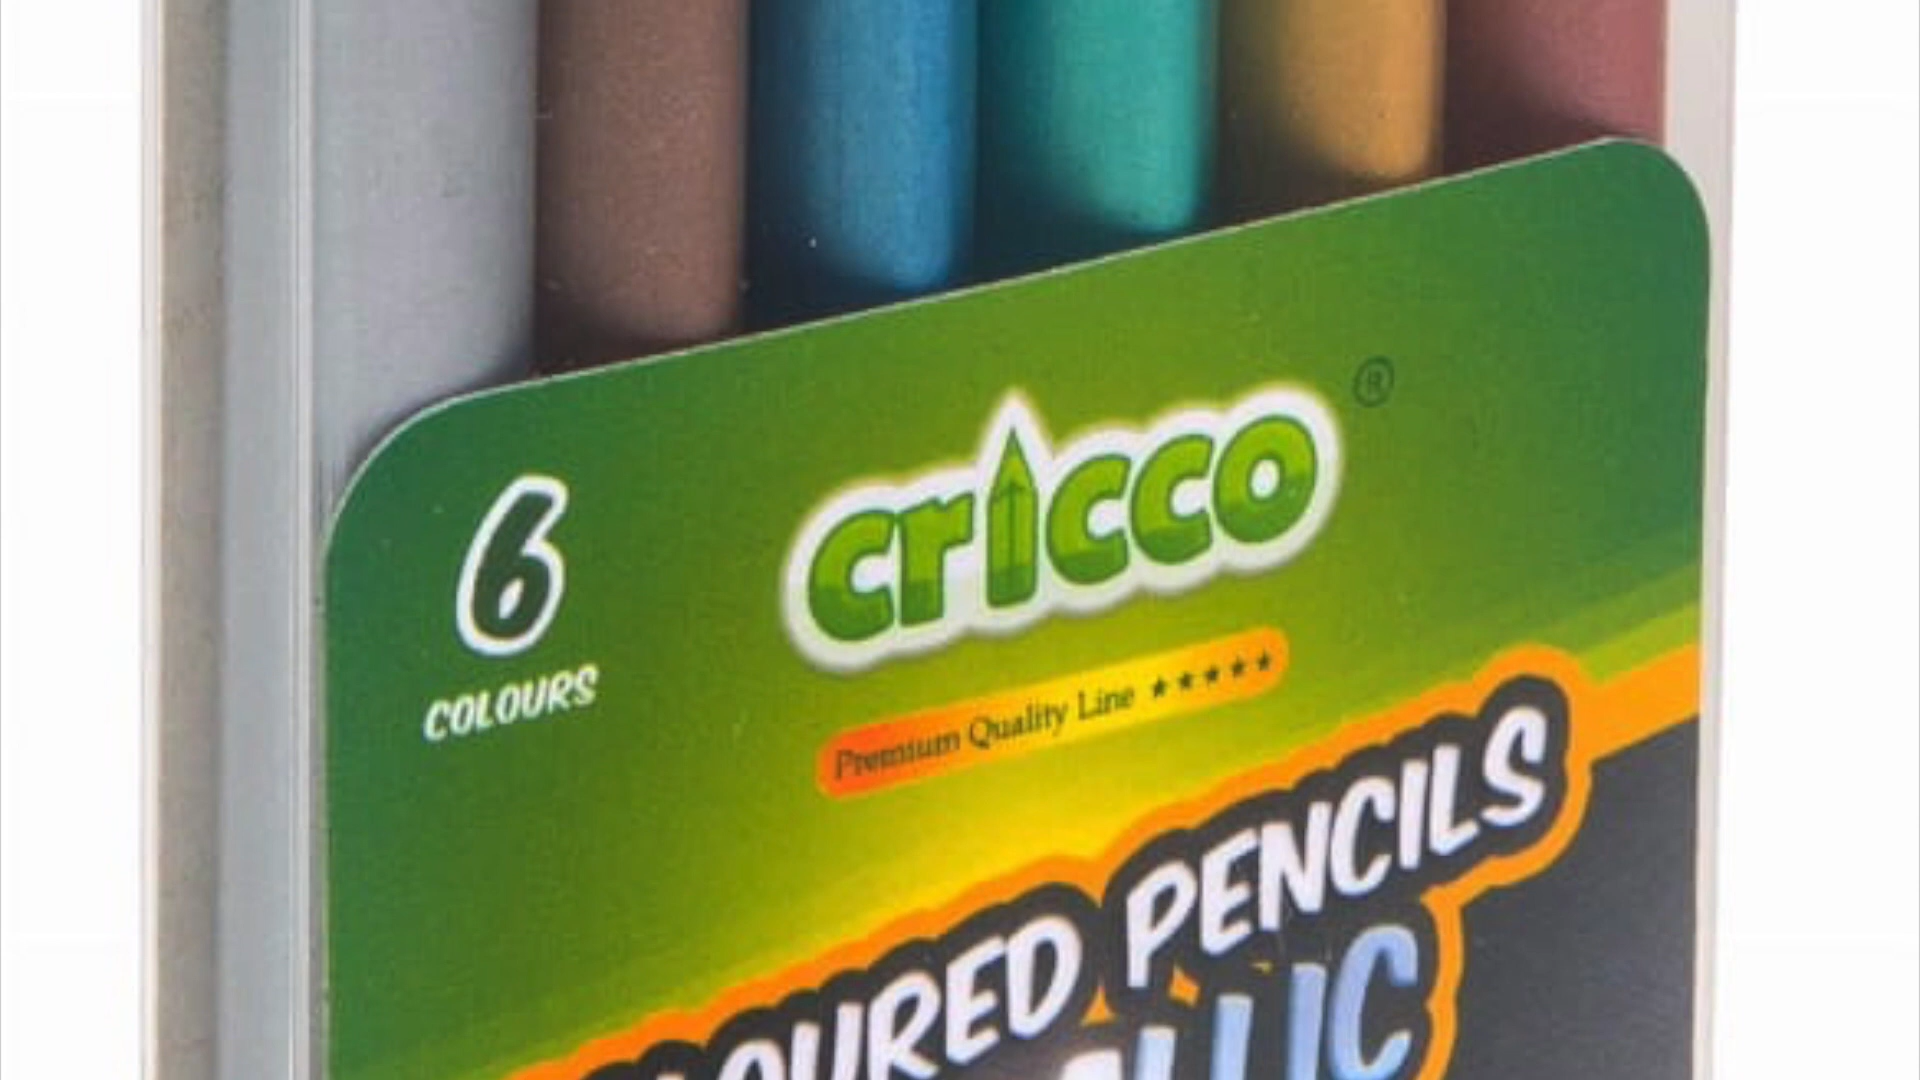 6
COLOURS
cricco ®
Premium Quality Line ★★★★★
PENCILS